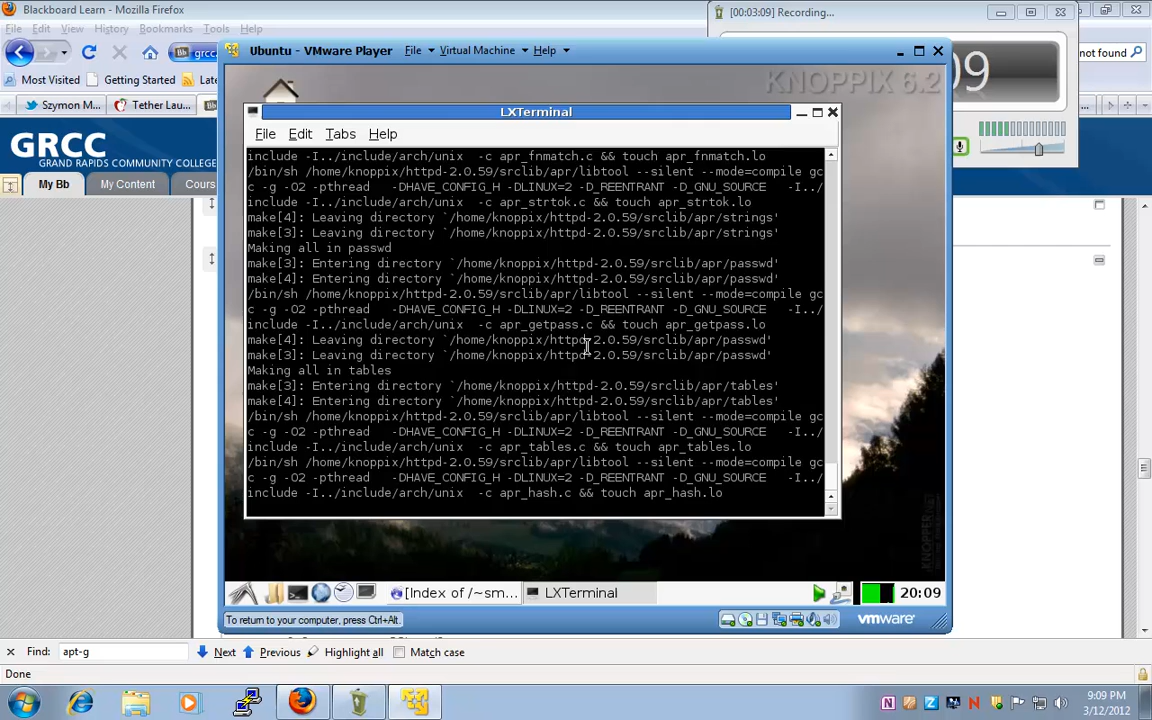 Blackboard Learn - Mozilla Firefox
[00:03:09] Recording...
File Edit View History Bookmarks Tools Help
Ubuntu - VMware Player File Virtual Machine Help
grcc
not found
09
Most Visited Getting Started Late
KNOPPIX 6.2
Szymon M... Tether Lau...
LXTerminal
File Edit Tabs Help
GRCC
GRAND RAPIDS COMMUNITY COLLEGE
My Bb My Content Cours
include -I../include/arch/unix -c apr_fnmatch.c && touch apr_fnmatch.lo
/bin/sh /home/knoppix/httpd-2.0.59/srclib/apr/libtool --silent --mode=compile gc
c -g -O2 -pthread -DHAVE_CONFIG_H -DLINUX=2 -D_REENTRANT -D_GNU_SOURCE -I../
include -I../include/arch/unix -c apr_strtok.c && touch apr_strtok.lo
make[4]: Leaving directory `/home/knoppix/httpd-2.0.59/srclib/apr/strings'
make[3]: Leaving directory `/home/knoppix/httpd-2.0.59/srclib/apr/strings'
Making all in passwd
make[3]: Entering directory `/home/knoppix/httpd-2.0.59/srclib/apr/passwd'
make[4]: Entering directory `/home/knoppix/httpd-2.0.59/srclib/apr/passwd'
/bin/sh /home/knoppix/httpd-2.0.59/srclib/apr/libtool --silent --mode=compile gc
c -g -O2 -pthread -DHAVE_CONFIG_H -DLINUX=2 -D_REENTRANT -D_GNU_SOURCE -I../
include -I../include/arch/unix -c apr_getpass.c && touch apr_getpass.lo
make[4]: Leaving directory `/home/knoppix/httpd-2.0.59/srclib/apr/passwd'
make[3]: Leaving directory `/home/knoppix/httpd-2.0.59/srclib/apr/passwd'
Making all in tables
make[3]: Entering directory `/home/knoppix/httpd-2.0.59/srclib/apr/tables'
make[4]: Entering directory `/home/knoppix/httpd-2.0.59/srclib/apr/tables'
/bin/sh /home/knoppix/httpd-2.0.59/srclib/apr/libtool --silent --mode=compile gc
c -g -O2 -pthread -DHAVE_CONFIG_H -DLINUX=2 -D_REENTRANT -D_GNU_SOURCE -I../
include -I../include/arch/unix -c apr_tables.c && touch apr_tables.lo
/bin/sh /home/knoppix/httpd-2.0.59/srclib/apr/libtool --silent --mode=compile gc
c -g -O2 -pthread -DHAVE_CONFIG_H -DLINUX=2 -D_REENTRANT -D_GNU_SOURCE -I../
include -I../include/arch/unix -c apr_hash.c && touch apr_hash.lo
[Index of /~sm... LXTerminal 20:09
To return to your computer, press Ctrl+Alt.
vmware
Find: apt-g Next Previous Highlight all Match case
Done
9:09 PM
3/12/2012